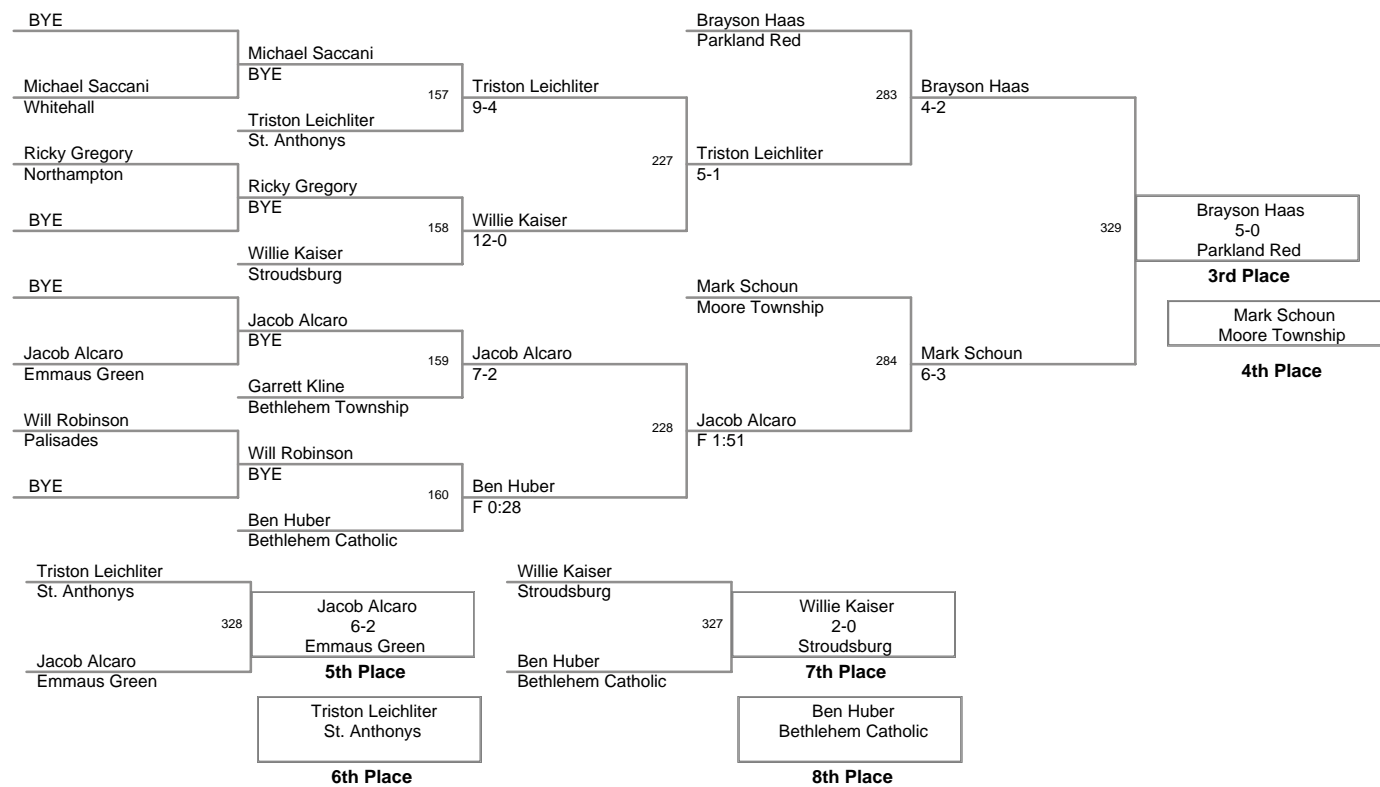 BYE
Michael Saccani
Whitehall
Ricky Gregory
Northampton
BYE
BYE
Jacob Alcaro
Emmaus Green
Will Robinson
Palisades
BYE
Michael Saccani
BYE
157
Triston Leichliter
St. Anthonys
Ricky Gregory
BYE
158
Willie Kaiser
Stroudsburg
Jacob Alcaro
BYE
159
Garrett Kline
Bethlehem Township
Will Robinson
BYE
160
Ben Huber
Bethlehem Catholic
Triston Leichliter
9-4
227
Willie Kaiser
12-0
Jacob Alcaro
7-2
228
Ben Huber
F 0:28
Brayson Haas
Parkland Red
283
Triston Leichliter
5-1
Mark Schoun
Moore Township
284
Jacob Alcaro
F 1:51
Brayson Haas
4-2
329
Mark Schoun
6-3
Brayson Haas
5-0
Parkland Red
3rd Place
Mark Schoun
Moore Township
4th Place
Triston Leichliter
St. Anthonys
328
Jacob Alcaro
Emmaus Green
Jacob Alcaro
6-2
Emmaus Green
5th Place
Triston Leichliter
St. Anthonys
6th Place
Willie Kaiser
Stroudsburg
327
Ben Huber
Bethlehem Catholic
Willie Kaiser
2-0
Stroudsburg
7th Place
Ben Huber
Bethlehem Catholic
8th Place